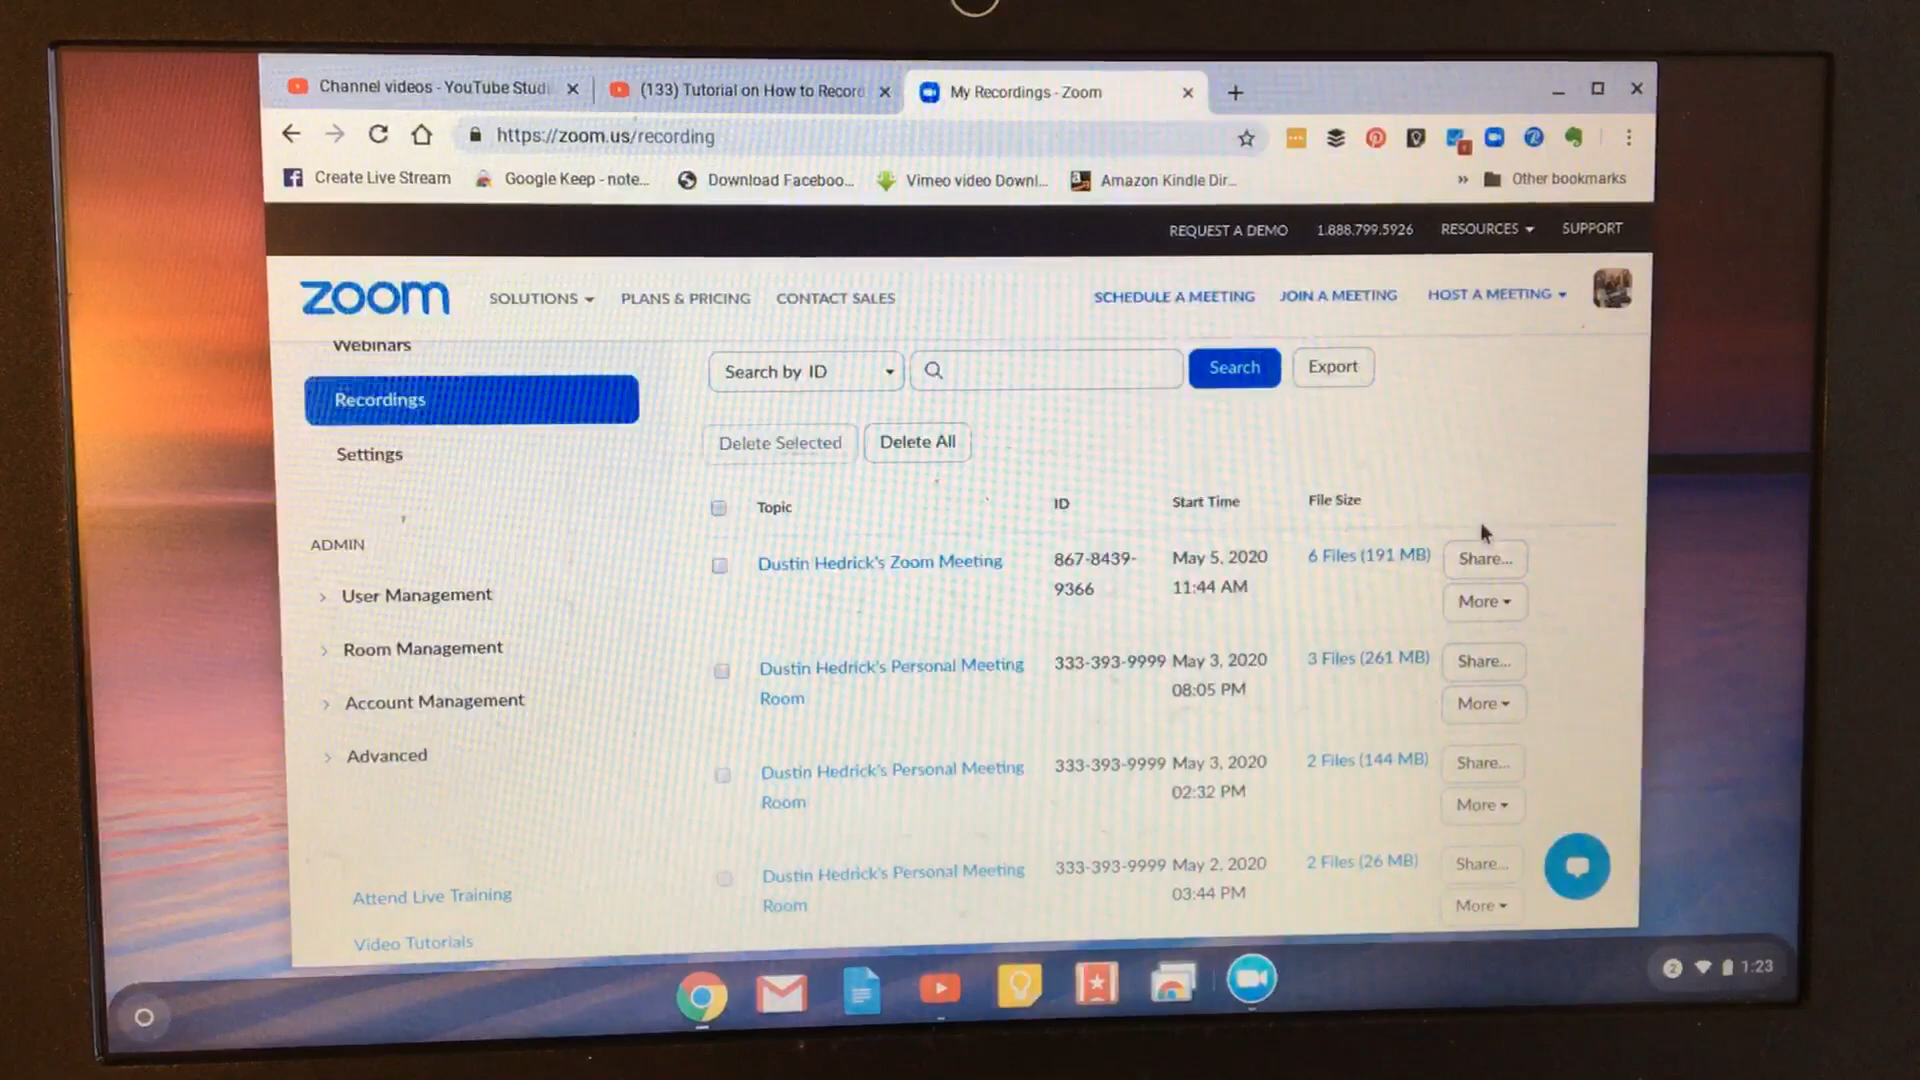 Channel videos - YouTube Studi
(133) Tutorial on How to Record
My Recordings - Zoom
https://zoom.us/recording
Create Live Stream
Google Keep - note...
Download Faceboo...
Vimeo video Downl...
Amazon Kindle Dir...
»
Other bookmarks
REQUEST A DEMO
1.888.799.5926
RESOURCES
SUPPORT
zoom
SOLUTIONS
PLANS & PRICING
CONTACT SALES
SCHEDULE A MEETING
JOIN A MEETING
HOST A MEETING
Webinars
Recordings
Settings
ADMIN
User Management
Room Management
Account Management
Advanced
Attend Live Training
Video Tutorials
Search by ID
Search
Export
Delete Selected
Delete All
Topic
ID
Start Time
File Size
Dustin Hedrick's Zoom Meeting
867-8439-
9366
May 5, 2020
11:44 AM
6 Files (191 MB)
Share...
More
Dustin Hedrick's Personal Meeting
Room
333-393-9999
May 3, 2020
08:05 PM
3 Files (261 MB)
Share...
More
Dustin Hedrick's Personal Meeting
Room
333-393-9999
May 3, 2020
02:32 PM
2 Files (144 MB)
Share...
More
Dustin Hedrick's Personal Meeting
Room
333-393-9999
May 2, 2020
03:44 PM
2 Files (26 MB)
Share...
More
2
1:23